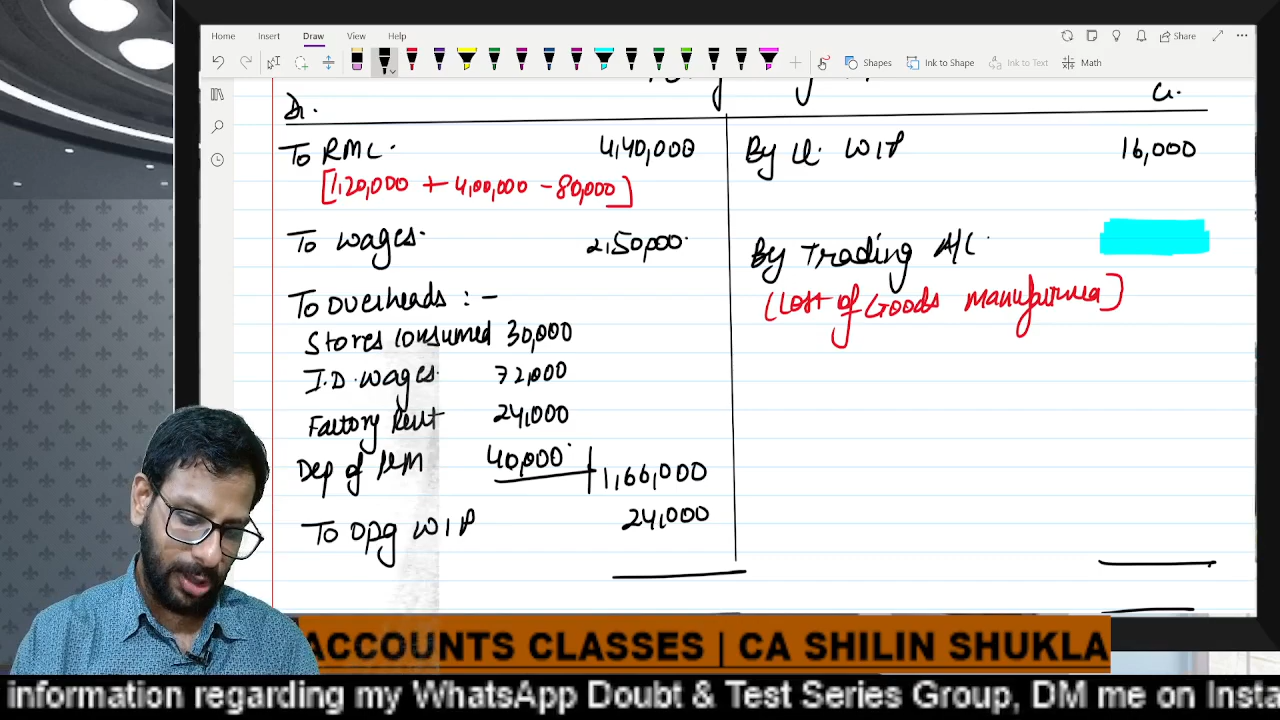 Home Insert Draw View Help
Share
Shapes Ink to Shape Ink to Text Math
Dr. Cr.
To RMC. 4,40,000
[1,20,000 + 4,00,000 - 80,000]
To wages. 2,50,000
To overheads : -
Stores consumed 30,000
I.D. wages. 72,000
Factory Rent 24,000
Dep of 40,000 1,66,000
To opg WIP 24,000
By Cl. WIP 16,000
By Trading A/c
(Cost of Goods
ACCOUNTS CLASSES | CA SHILIN SHUKLA
information regarding my WhatsApp Doubt & Test Series Group, DM me on Insta